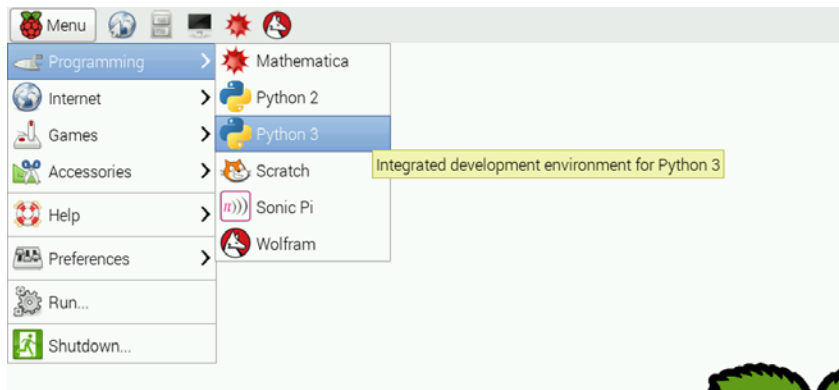 Menu
Programming
Internet
Games
Accessories
Help
Preferences
Run...
Shutdown...
Mathematica
Python 2
Python 3
Scratch
Sonic Pi
Wolfram
Integrated development environment for Python 3